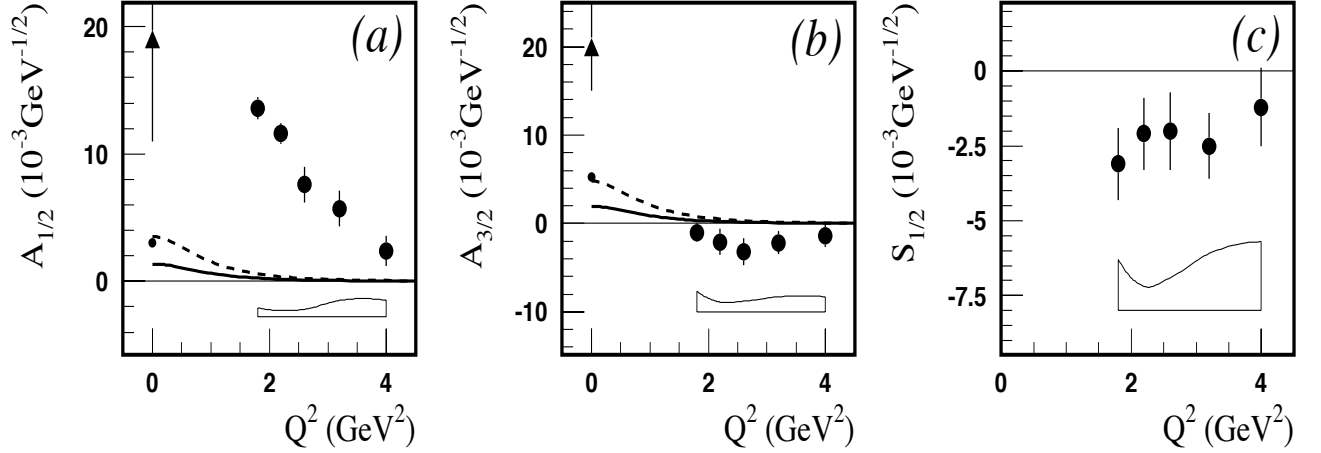 A1/2 (10-3GeV-1/2)
20
10
0
(a)
0 2 4
Q2 (GeV2)
A3/2 (10-3GeV-1/2)
20
10
0
-10
(b)
0 2 4
Q2 (GeV2)
S1/2 (10-3GeV-1/2)
0
-2.5
-5
-7.5
(c)
0 2 4
Q2 (GeV2)